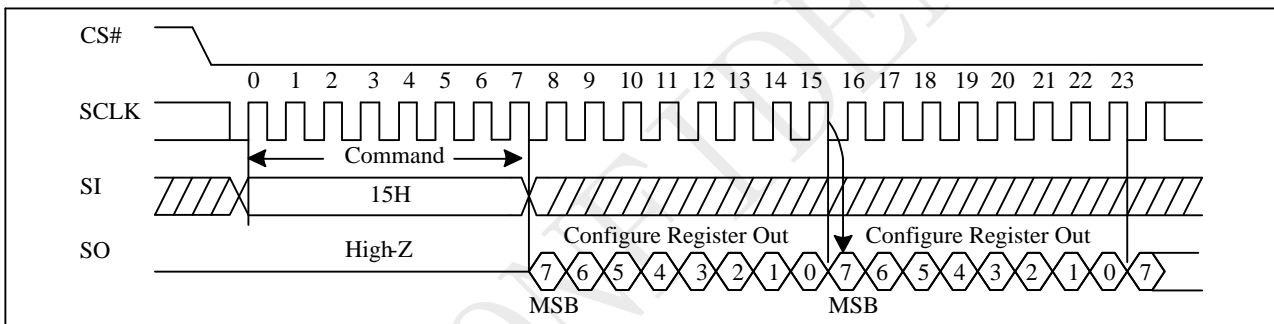 CS#
0 1 2 3 4 5 6 7 8 9 10 11 12 13 14 15 16 17 18 19 20 21 22 23
SCLK
Command
SI
15H
SO
High-Z
Configure Register Out
Configure Register Out
7 6 5 4 3 2 1 0 7 6 5 4 3 2 1 0 7
MSB
MSB